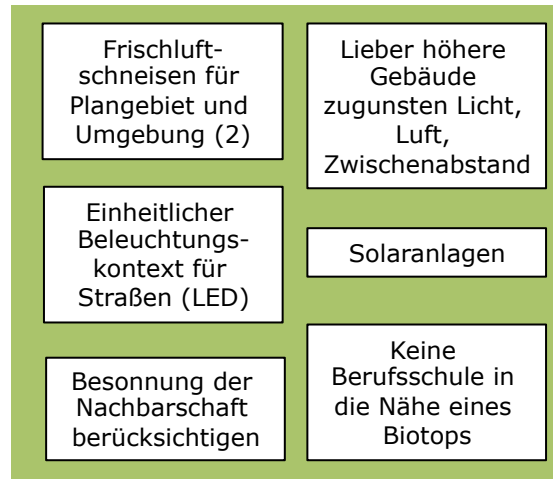 Frischluft-
schneisen für
Plangebiet und
Umgebung (2)
Lieber höhere
Gebäude
zugunsten Licht,
Luft,
Zwischenabstand
Einheitlicher
Beleuchtungs-
kontext für
Straßen (LED)
Solaranlagen
Besonnung der
Nachbarschaft
berücksichtigen
Keine
Berufsschule in
die Nähe eines
Biotops